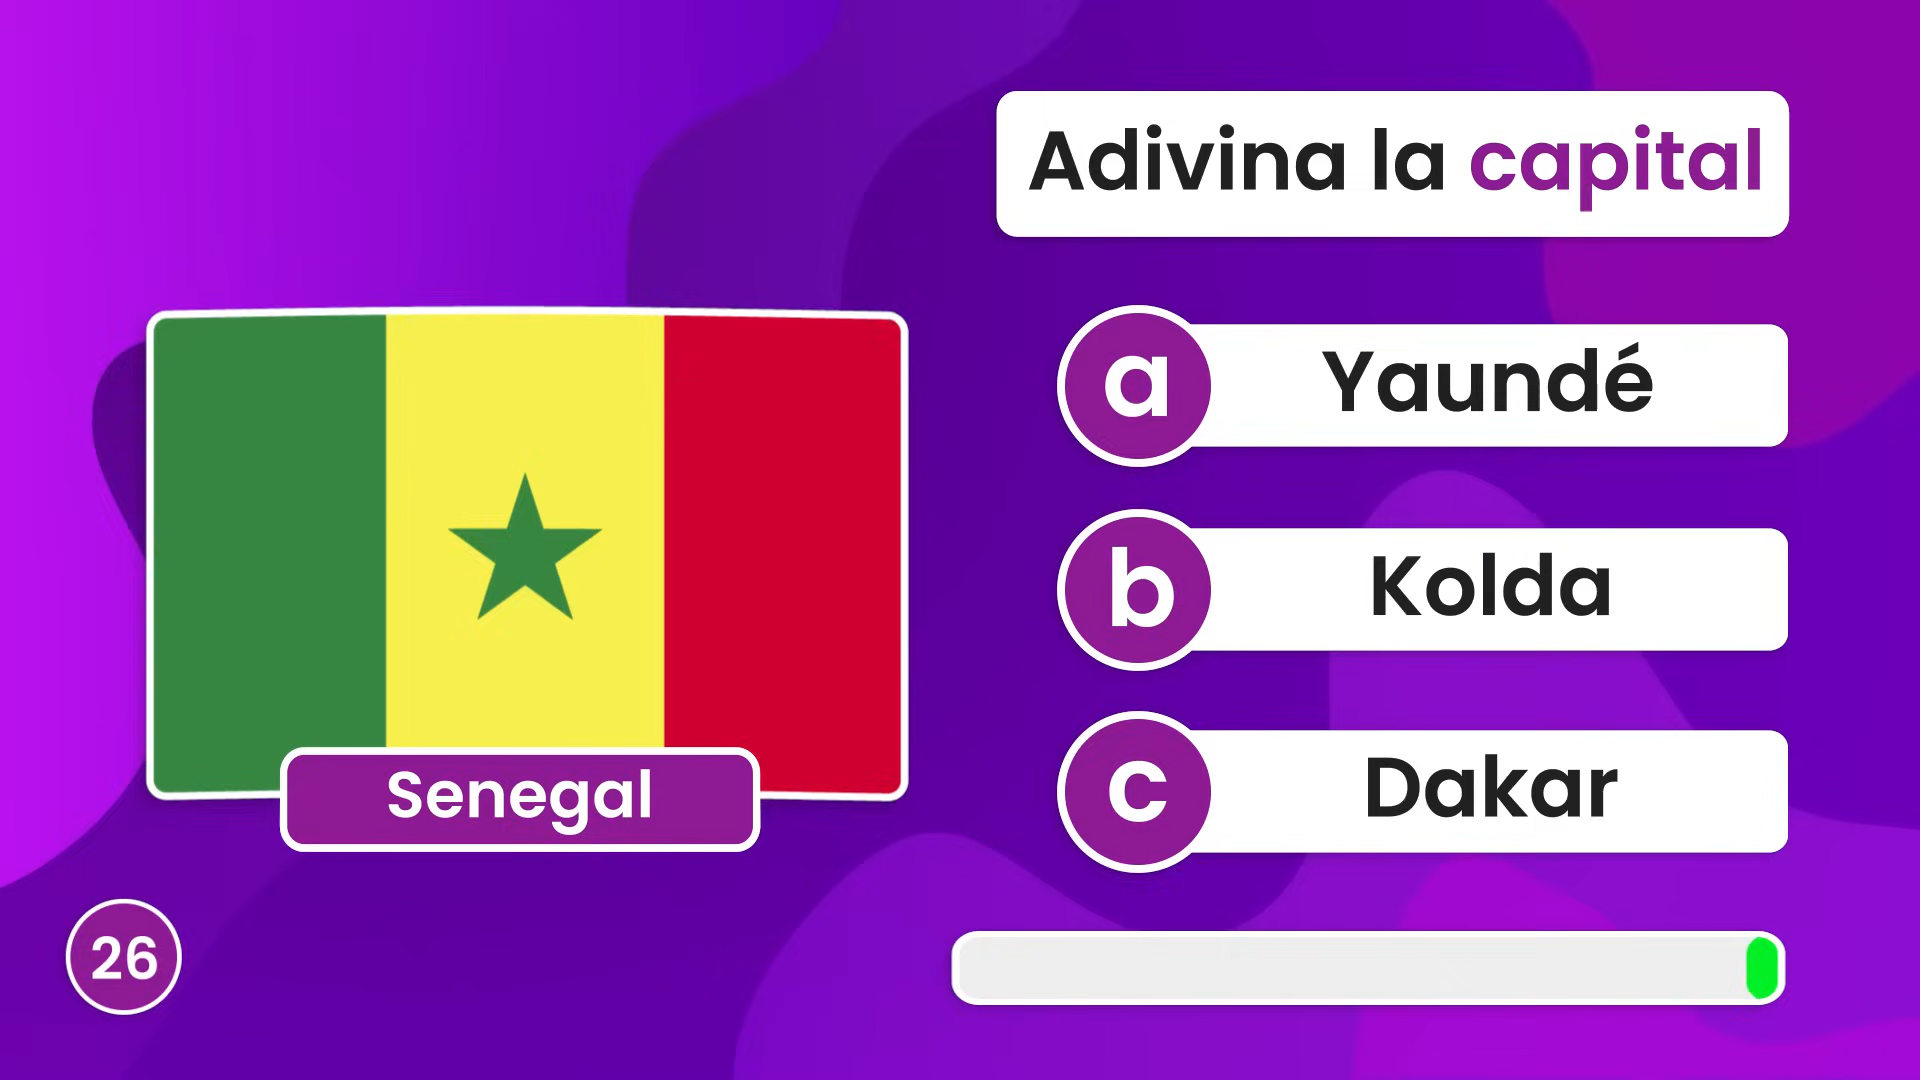 Adivina la capital
a Yaundé
b Kolda
c Dakar
Senegal
26